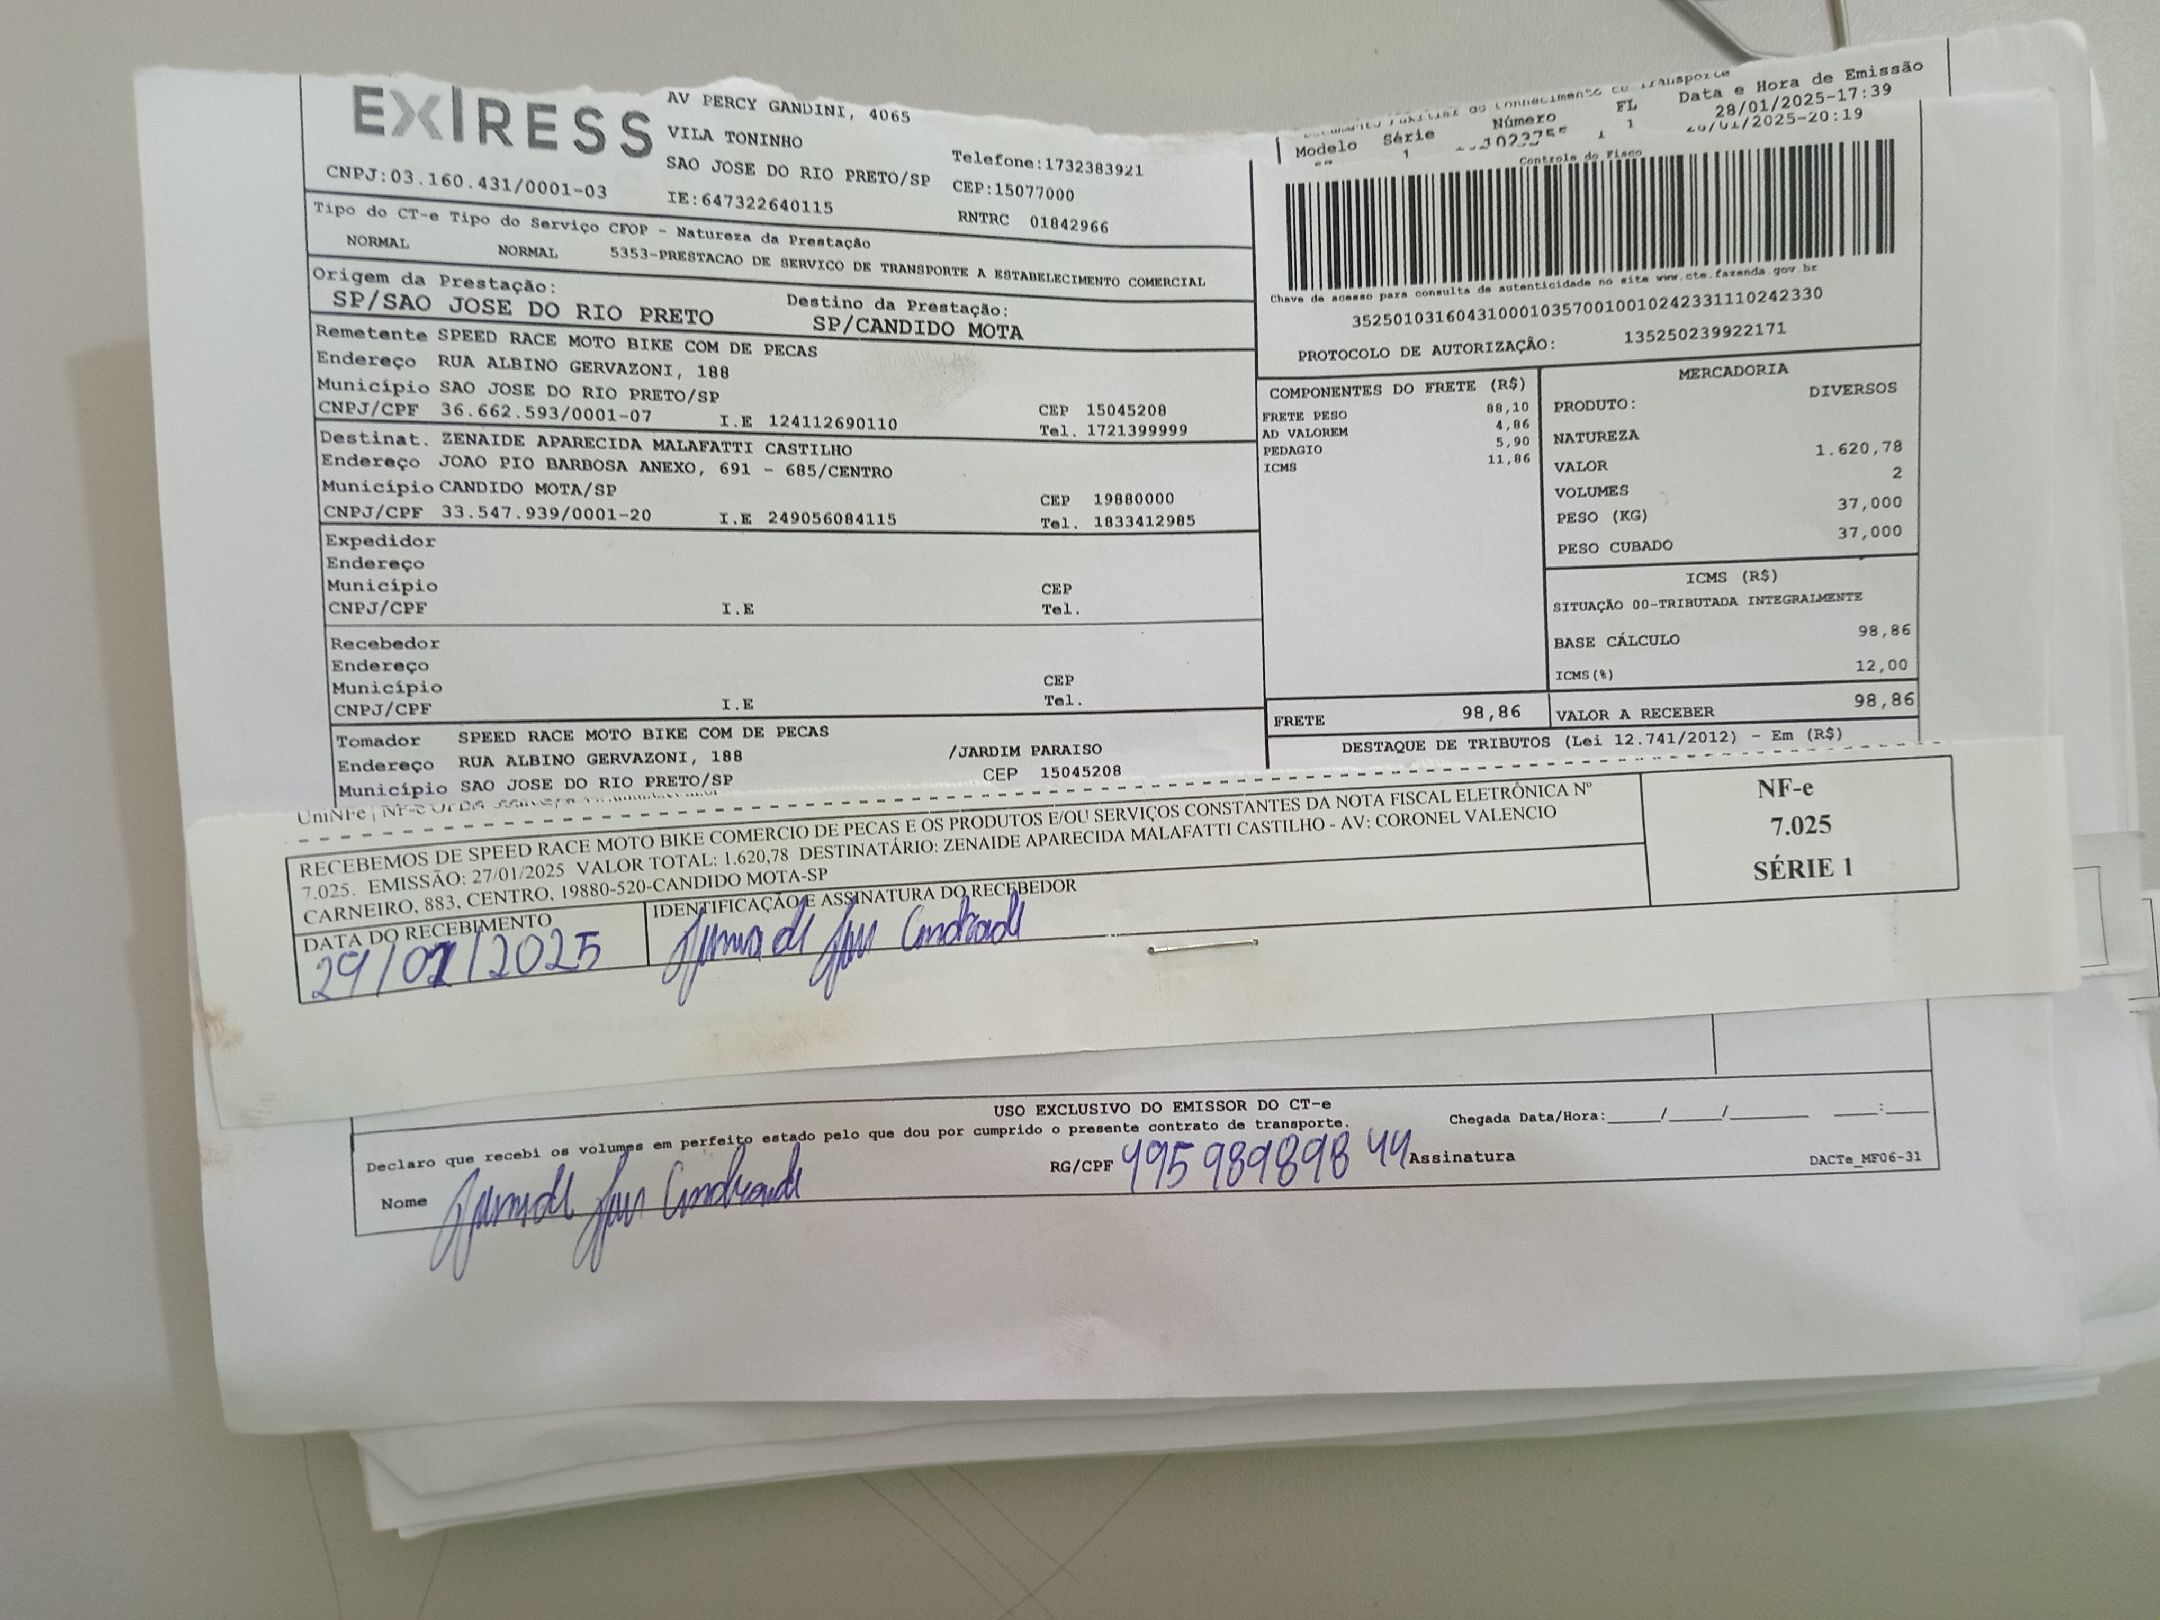 EXPRESS
AV PERCY GANDINI, 4065
VILA TONINHO
SAO JOSE DO RIO PRETO/SP
IE:647322640115
CNPJ:03.160.431/0001-03
Telefone:1732383921
CEP:15077000
RNTRC 01842966
Modelo Série Número FL Data e Hora de Emissão
28/01/2025-17:39
1 1 20:19
Controle do Fisco
Chave de acesso para consulta de autenticidade no site www.cte.fazenda.gov.br
35250103160431000103570010010242331110242330
PROTOCOLO DE AUTORIZAÇÃO: 135250239922171
Tipo do CT-e Tipo do Serviço CFOP - Natureza da Prestação
NORMAL NORMAL 5353-PRESTACAO DE SERVICO DE TRANSPORTE A ESTABELECIMENTO COMERCIAL
Origem da Prestação: Destino da Prestação:
SP/SAO JOSE DO RIO PRETO SP/CANDIDO MOTA
Remetente SPEED RACE MOTO BIKE COM DE PECAS
Endereço RUA ALBINO GERVAZONI, 188
Município SAO JOSE DO RIO PRETO/SP CEP 15045208
CNPJ/CPF 36.662.593/0001-07 I.E 124112690110 Tel. 1721399999
Destinat. ZENAIDE APARECIDA MALAFATTI CASTILHO
Endereço JOAO PIO BARBOSA ANEXO, 691 - 685/CENTRO
Município CANDIDO MOTA/SP CEP 19880000
CNPJ/CPF 33.547.939/0001-20 I.E 249056084115 Tel. 1833412985
Expedidor
Endereço
Município CEP
CNPJ/CPF I.E Tel.
Recebedor
Endereço
Município CEP
CNPJ/CPF I.E Tel.
Tomador SPEED RACE MOTO BIKE COM DE PECAS
Endereço RUA ALBINO GERVAZONI, 188 /JARDIM PARAISO
Município SAO JOSE DO RIO PRETO/SP CEP 15045208
COMPONENTES DO FRETE (R$)
FRETE PESO 88,10
AD VALOREM 4,86
PEDAGIO 5,90
ICMS 11,86
FRETE 98,86
MERCADORIA
PRODUTO: DIVERSOS
NATUREZA
VALOR 1.620,78
VOLUMES 2
PESO (KG) 37,000
PESO CUBADO 37,000
ICMS (R$)
SITUAÇÃO 00-TRIBUTADA INTEGRALMENTE
BASE CÁLCULO 98,86
ICMS(%) 12,00
VALOR A RECEBER 98,86
DESTAQUE DE TRIBUTOS (Lei 12.741/2012) - Em (R$)
UniNFe | NF-e
RECEBEMOS DE SPEED RACE MOTO BIKE COMERCIO DE PECAS E OS PRODUTOS E/OU SERVIÇOS CONSTANTES DA NOTA FISCAL ELETRÔNICA Nº
7.025. EMISSÃO: 27/01/2025 VALOR TOTAL: 1.620,78 DESTINATÁRIO: ZENAIDE APARECIDA MALAFATTI CASTILHO - AV: CORONEL VALENCIO
CARNEIRO, 883, CENTRO, 19880-520-CANDIDO MOTA-SP
DATA DO RECEBIMENTO
29/01/2025
IDENTIFICAÇÃO E ASSINATURA DO RECEBEDOR
NF-e
7.025
SÉRIE 1
USO EXCLUSIVO DO EMISSOR DO CT-e
Declaro que recebi os volumes em perfeito estado pelo que dou por cumprido o presente contrato de transporte. Chegada Data/Hora:____/____/______ ___:___
Nome RG/CPF 495 989898 44 Assinatura
DACTe_MF06-31